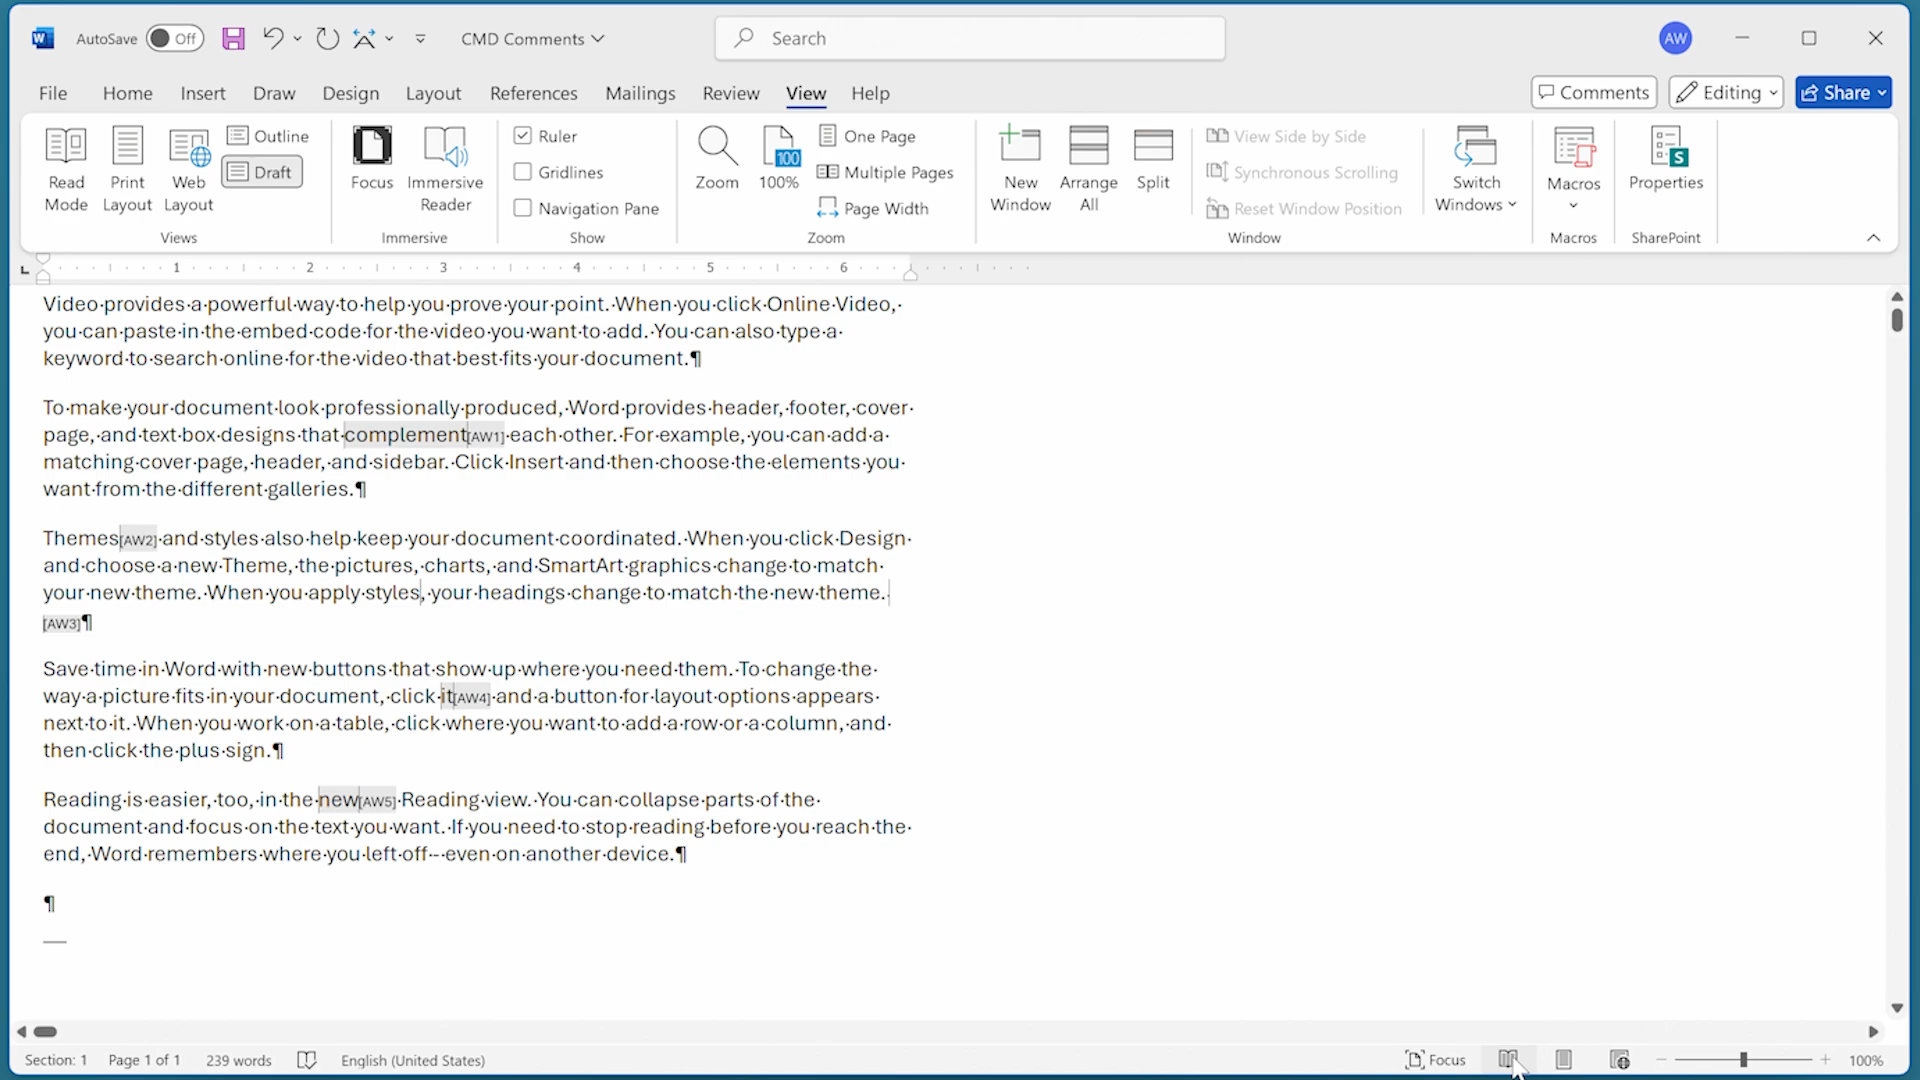 AutoSave Off CMD Comments Search AW
File Home Insert Draw Design Layout References Mailings Review View Help Comments Editing Share
Read Mode
Print Layout
Web Layout
Outline
Draft
Views
Focus
Immersive Reader
Immersive
Ruler
Gridlines
Navigation Pane
Show
Zoom
100
100%
One Page
Multiple Pages
Page Width
Zoom
New Window
Arrange All
Split
View Side by Side
Synchronous Scrolling
Reset Window Position
Switch Windows
Window
Macros
Macros
S
Properties
SharePoint
1 2 3 4 5 6
Video·provides·a·powerful·way·to·help·you·prove·your·point.·When·you·click·Online·Video,·
you·can·paste·in·the·embed·code·for·the·video·you·want·to·add.·You·can·also·type·a·
keyword·to·search·online·for·the·video·that·best·fits·your·document.¶
To·make·your·document·look·professionally·produced,·Word·provides·header,·footer,·cover·
page,·and·text·box·designs·that·complement[AW1]·each·other.·For·example,·you·can·add·a·
matching·cover·page,·header,·and·sidebar.·Click·Insert·and·then·choose·the·elements·you·
want·from·the·different·galleries.¶
Themes[AW2]·and·styles·also·help·keep·your·document·coordinated.·When·you·click·Design·
and·choose·a·new·Theme,·the·pictures,·charts,·and·SmartArt·graphics·change·to·match·
your·new·theme.·When·you·apply·styles,·your·headings·change·to·match·the·new·theme.·
[AW3]¶
Save·time·in·Word·with·new·buttons·that·show·up·where·you·need·them.·To·change·the·
way·a·picture·fits·in·your·document,·click·it[AW4]·and·a·button·for·layout·options·appears·
next·to·it.·When·you·work·on·a·table,·click·where·you·want·to·add·a·row·or·a·column,·and·
then·click·the·plus·sign.¶
Reading·is·easier,·too,·in·the·new[AW5]·Reading·view.·You·can·collapse·parts·of·the·
document·and·focus·on·the·text·you·want.·If·you·need·to·stop·reading·before·you·reach·the·
end,·Word·remembers·where·you·left·off·-·even·on·another·device.¶
¶
Section: 1 Page 1 of 1 239 words English (United States) Focus 100%